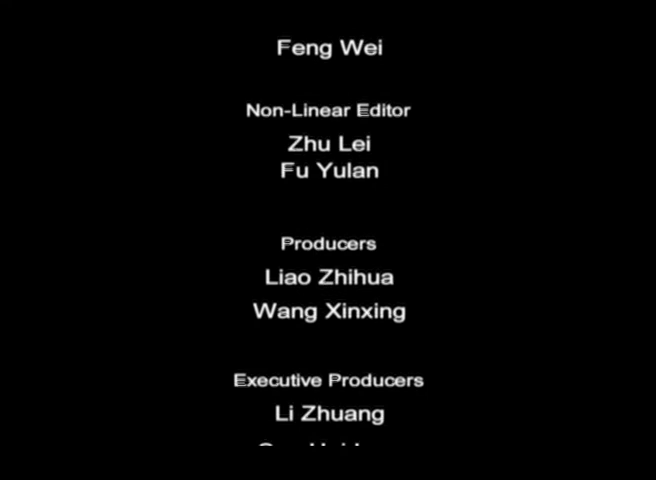 Feng Wei
Non-Linear Editor
Zhu Lei
Fu Yulan
Producers
Liao Zhihua
Wang Xinxing
Executive Producers
Li Zhuang